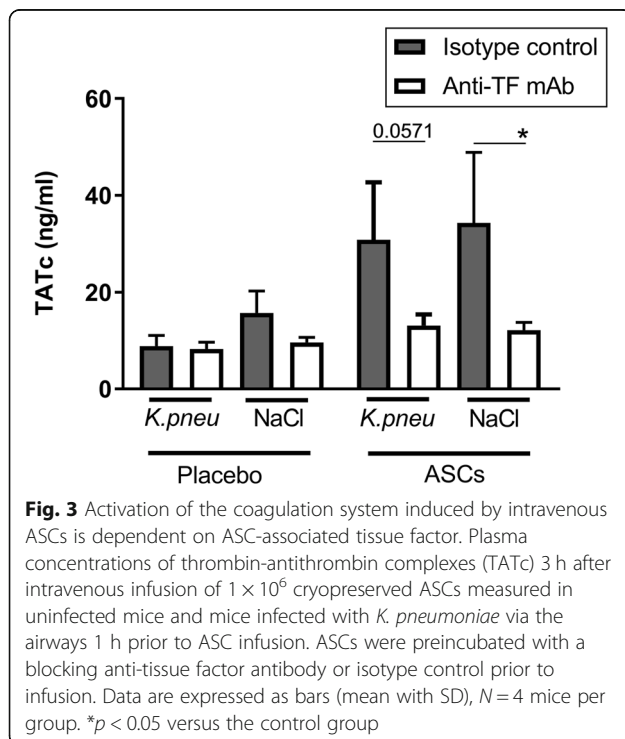 Isotype control
Anti-TF mAb
60
40
20
0
TATc (ng/ml)
0.0571
*
K.pneu NaCl K.pneu NaCl
Placebo ASCs
Fig. 3 Activation of the coagulation system induced by intravenous
ASCs is dependent on ASC-associated tissue factor. Plasma
concentrations of thrombin-antithrombin complexes (TATc) 3 h after
intravenous infusion of 1 × 10⁶ cryopreserved ASCs measured in
uninfected mice and mice infected with K. pneumoniae via the
airways 1 h prior to ASC infusion. ASCs were preincubated with a
blocking anti-tissue factor antibody or isotype control prior to
infusion. Data are expressed as bars (mean with SD), N = 4 mice per
group. *p < 0.05 versus the control group